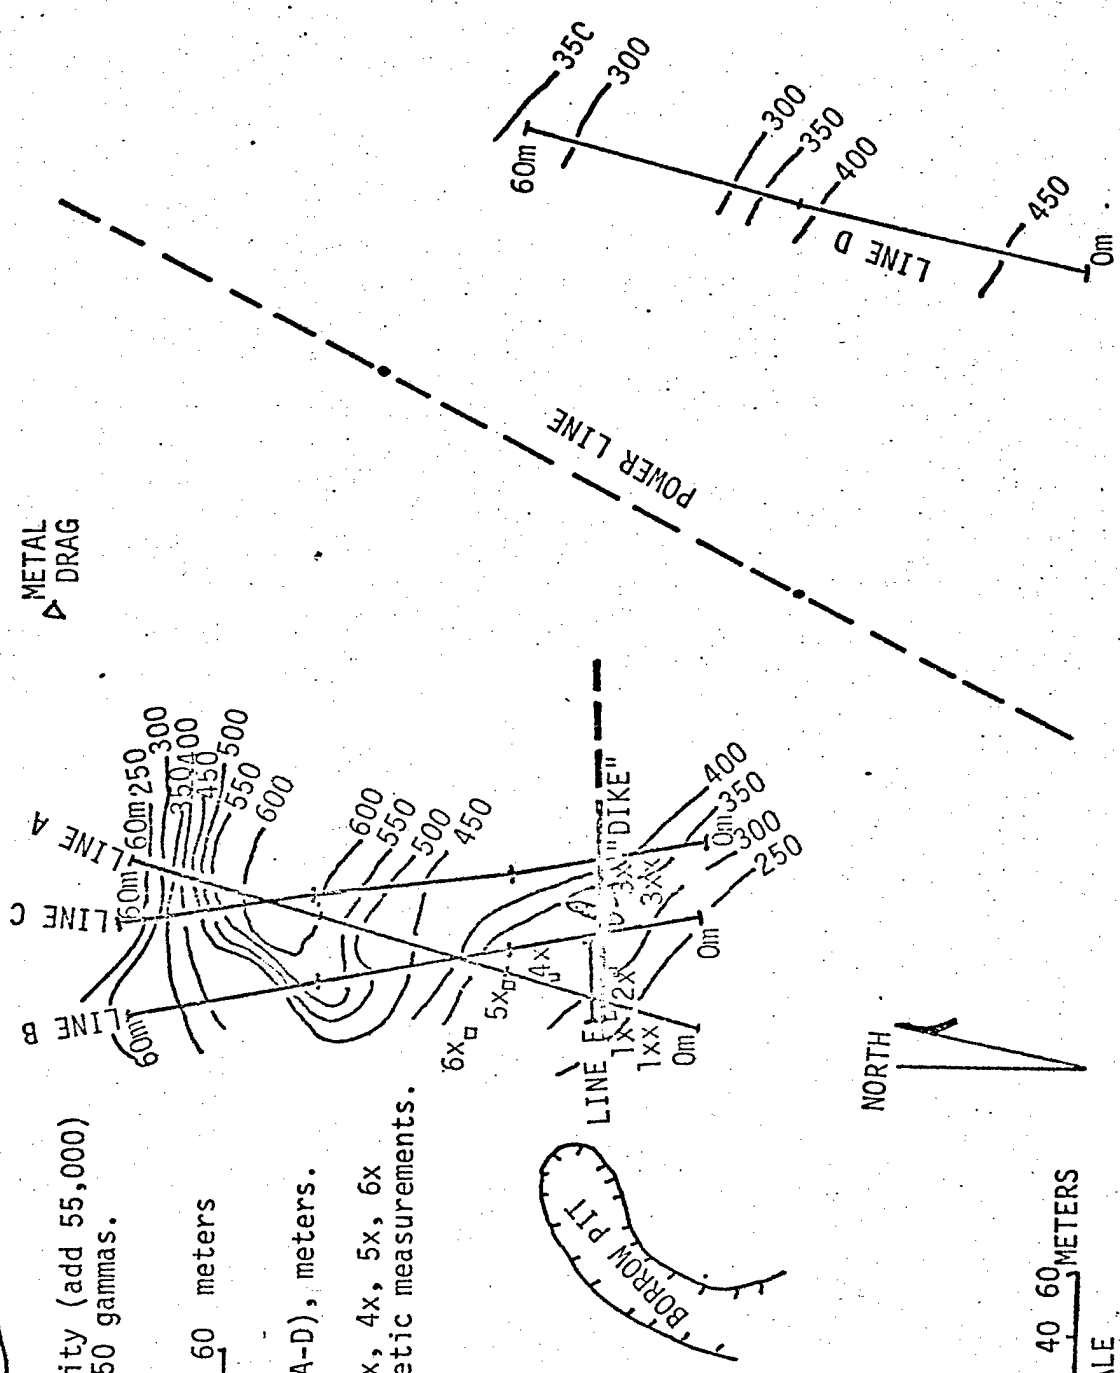 METAL
DRAG
35C
300
60m
300
350
400
LINE D
450
0m
POWER LINE
LINE A
60m 250
300
350
400
450
500
550
600
LINE C
60m
LINE B
60m
600
550
500
450
5x
4x
6x
LINE E
"DIKE"
1x
2x
3x
1xx
3xx
0m
0m
0m
400
350
300
250
ity (add 55,000)
50 gammas.
60 meters
A-D), meters.
x, 4x, 5x, 6x
etic measurements.
BORROW PIT
NORTH
40 60 METERS
ALE